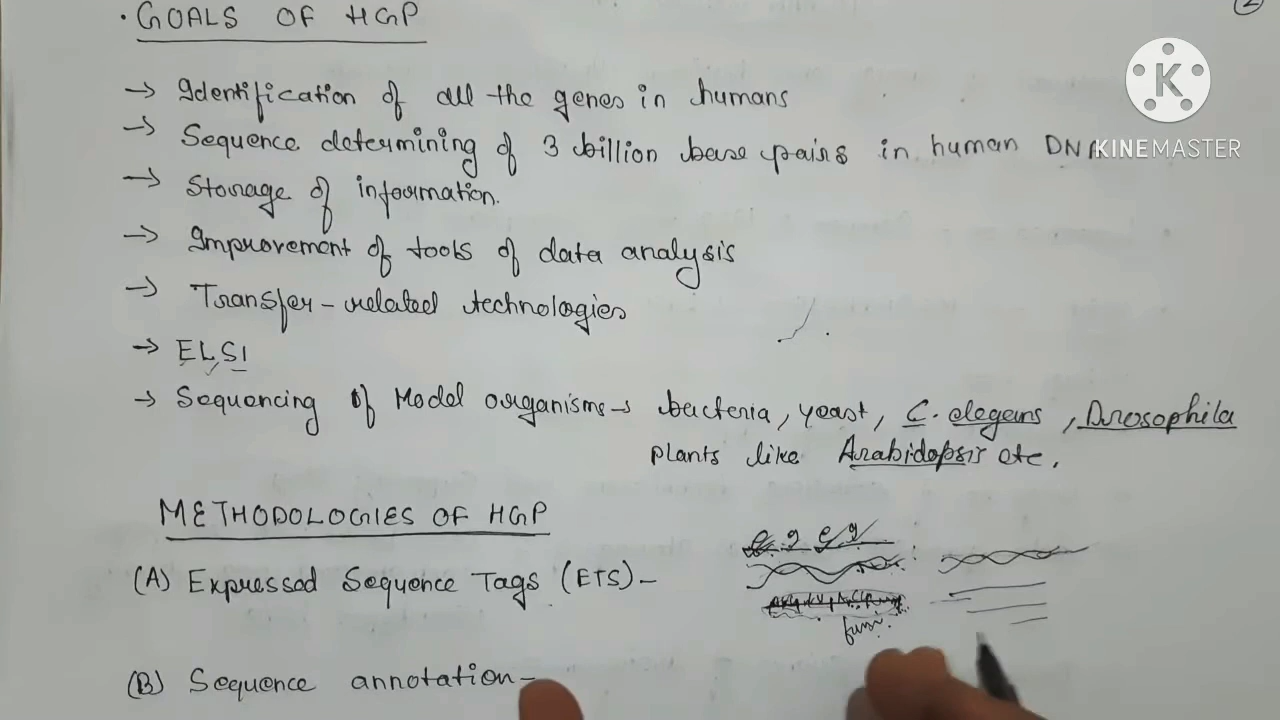 ②
· GOALS OF HGP
→ Identification of all the genes in humans
→ Sequence determining of 3 billion base pairs in human DNA
→ Storage of information.
→ Improvement of tools of data analysis
→ Transfer-related technologies
→ ELSI
→ Sequencing of Model organisms→ bacteria, yeast, C. elegans, Drosophila
plants like Arabidopsis etc.
METHODOLOGIES OF HGP
(A) Expressed Sequence Tags (ETS)-
(B) Sequence annotation-
K
KINEMASTER